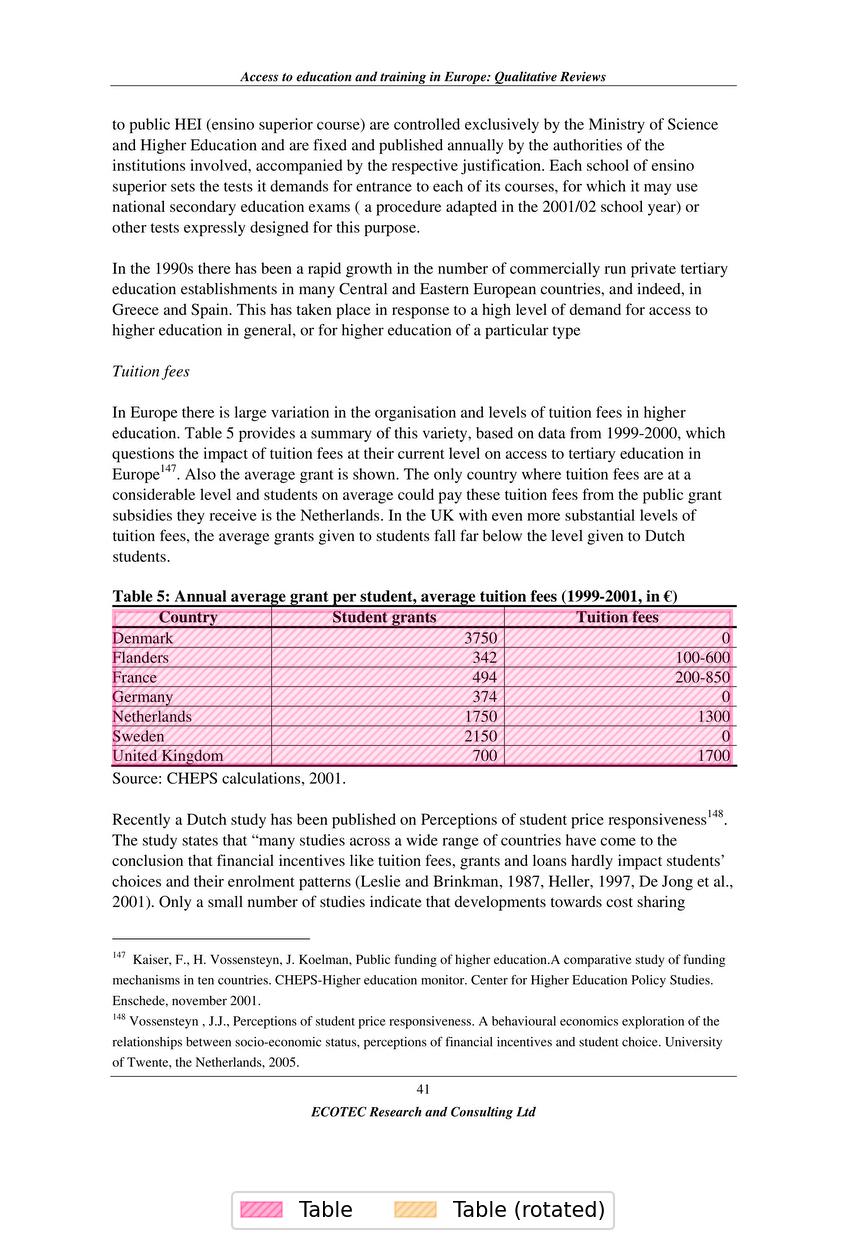 Access to education and training in Europe: Qualitative Reviews
to public HEI (ensino superior course) are controlled exclusively by the Ministry of Science
and Higher Education and are fixed and published annually by the authorities of the
institutions involved, accompanied by the respective justification. Each school of ensino
superior sets the tests it demands for entrance to each of its courses, for which it may use
national secondary education exams ( a procedure adapted in the 2001/02 school year) or
other tests expressly designed for this purpose.
In the 1990s there has been a rapid growth in the number of commercially run private tertiary
education establishments in many Central and Eastern European countries, and indeed, in
Greece and Spain. This has taken place in response to a high level of demand for access to
higher education in general, or for higher education of a particular type
Tuition fees
In Europe there is large variation in the organisation and levels of tuition fees in higher
education. Table 5 provides a summary of this variety, based on data from 1999-2000, which
questions the impact of tuition fees at their current level on access to tertiary education in
Europe147. Also the average grant is shown. The only country where tuition fees are at a
considerable level and students on average could pay these tuition fees from the public grant
subsidies they receive is the Netherlands. In the UK with even more substantial levels of
tuition fees, the average grants given to students fall far below the level given to Dutch
students.
Table 5: Annual average grant per student, average tuition fees (1999-2001, in €)
Country Student grants Tuition fees
Denmark 3750 0
Flanders 342 100-600
France 494 200-850
Germany 374 0
Netherlands 1750 1300
Sweden 2150 0
United Kingdom 700 1700
Source: CHEPS calculations, 2001.
Recently a Dutch study has been published on Perceptions of student price responsiveness148.
The study states that “many studies across a wide range of countries have come to the
conclusion that financial incentives like tuition fees, grants and loans hardly impact students’
choices and their enrolment patterns (Leslie and Brinkman, 1987, Heller, 1997, De Jong et al.,
2001). Only a small number of studies indicate that developments towards cost sharing
147 Kaiser, F., H. Vossensteyn, J. Koelman, Public funding of higher education.A comparative study of funding
mechanisms in ten countries. CHEPS-Higher education monitor. Center for Higher Education Policy Studies.
Enschede, november 2001.
148 Vossensteyn , J.J., Perceptions of student price responsiveness. A behavioural economics exploration of the
relationships between socio-economic status, perceptions of financial incentives and student choice. University
of Twente, the Netherlands, 2005.
41
ECOTEC Research and Consulting Ltd
Table Table (rotated)